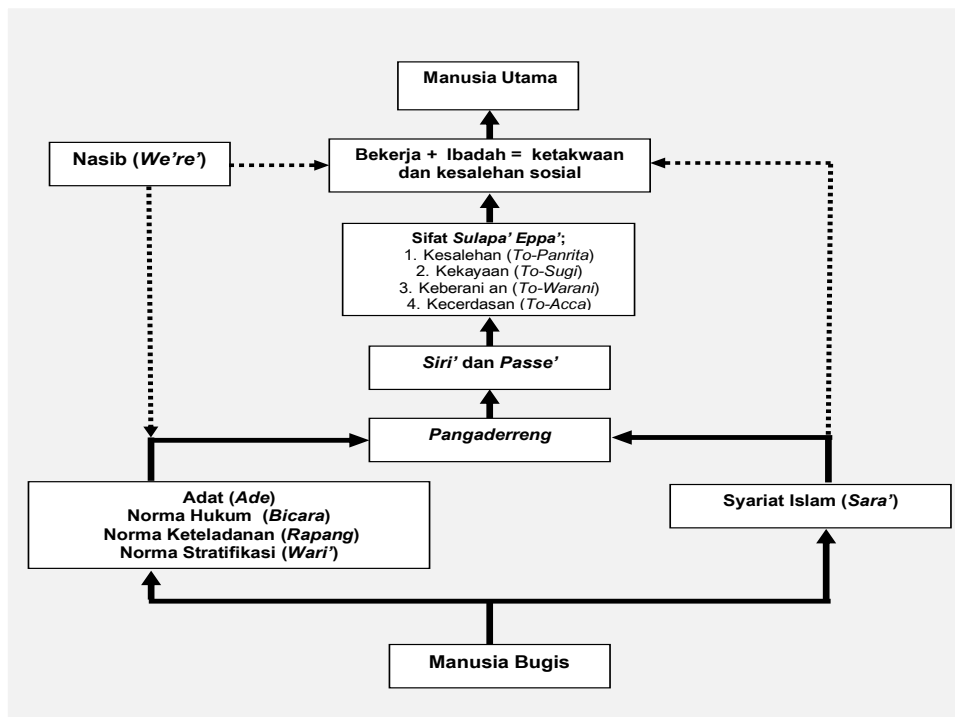 Manusia Utama
Nasib (We're')
Bekerja + Ibadah = ketakwaan
dan kesalehan sosial
Sifat Sulapa' Eppa';
1. Kesalehan (To-Panrita)
2. Kekayaan (To-Sugi)
3. Keberani an (To-Warani)
4. Kecerdasan (To-Acca)
Siri' dan Passe'
Pangaderreng
Adat (Ade)
Norma Hukum (Bicara)
Norma Keteladanan (Rapang)
Norma Stratifikasi (Wari')
Syariat Islam (Sara')
Manusia Bugis